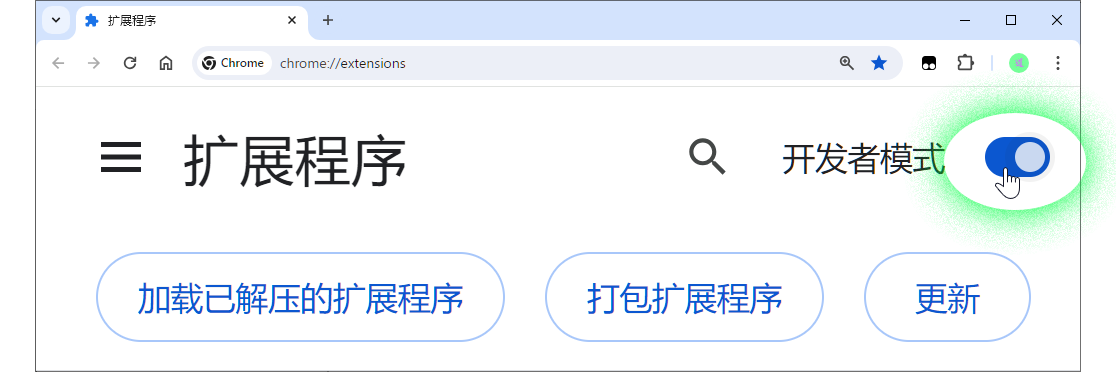 扩展程序
Chrome chrome://extensions
扩展程序 开发者模式
加载已解压的扩展程序 打包扩展程序 更新